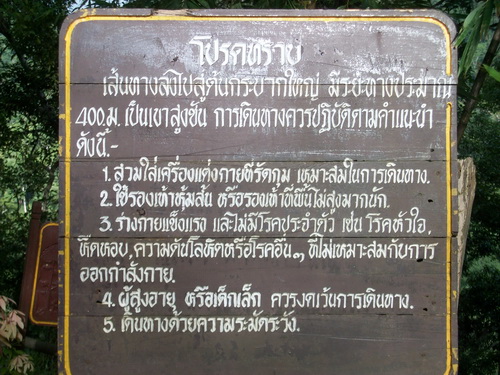 โปรดทราบ
เส้นทางลงไปสู่ต้นกระบากใหญ่ มีระยะทางประมาณ
400 ม. เป็นเขาสูงชัน การเดินทางควรปฏิบัติตามคำแนะนำ
ดังนี้.-
1. สวมใส่เครื่องแต่งกายที่รัดกุม เหมาะสมในการเดินทาง.
2. ใช้รองเท้าหุ้มส้น หรือรองเท้าที่พื้นไม่สูงมากนัก.
3. ร่างกายแข็งแรง และไม่มีโรคประจำตัว เช่น โรคหัวใจ,
หืดหอบ, ความดันโลหิตหรือโรคอื่นๆ ที่ไม่เหมาะสมกับการ
ออกกำลังกาย.
4. ผู้สูงอายุ หรือเด็กเล็ก ควรงดเว้นการเดินทาง.
5. เดินทางด้วยความระมัดระวัง.